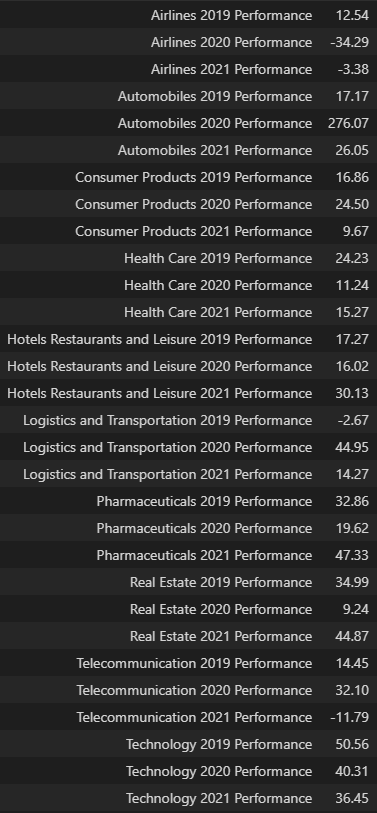 Airlines 2019 Performance 12.54
Airlines 2020 Performance -34.29
Airlines 2021 Performance -3.38
Automobiles 2019 Performance 17.17
Automobiles 2020 Performance 276.07
Automobiles 2021 Performance 26.05
Consumer Products 2019 Performance 16.86
Consumer Products 2020 Performance 24.50
Consumer Products 2021 Performance 9.67
Health Care 2019 Performance 24.23
Health Care 2020 Performance 11.24
Health Care 2021 Performance 15.27
Hotels Restaurants and Leisure 2019 Performance 17.27
Hotels Restaurants and Leisure 2020 Performance 16.02
Hotels Restaurants and Leisure 2021 Performance 30.13
Logistics and Transportation 2019 Performance -2.67
Logistics and Transportation 2020 Performance 44.95
Logistics and Transportation 2021 Performance 14.27
Pharmaceuticals 2019 Performance 32.86
Pharmaceuticals 2020 Performance 19.62
Pharmaceuticals 2021 Performance 47.33
Real Estate 2019 Performance 34.99
Real Estate 2020 Performance 9.24
Real Estate 2021 Performance 44.87
Telecommunication 2019 Performance 14.45
Telecommunication 2020 Performance 32.10
Telecommunication 2021 Performance -11.79
Technology 2019 Performance 50.56
Technology 2020 Performance 40.31
Technology 2021 Performance 36.45